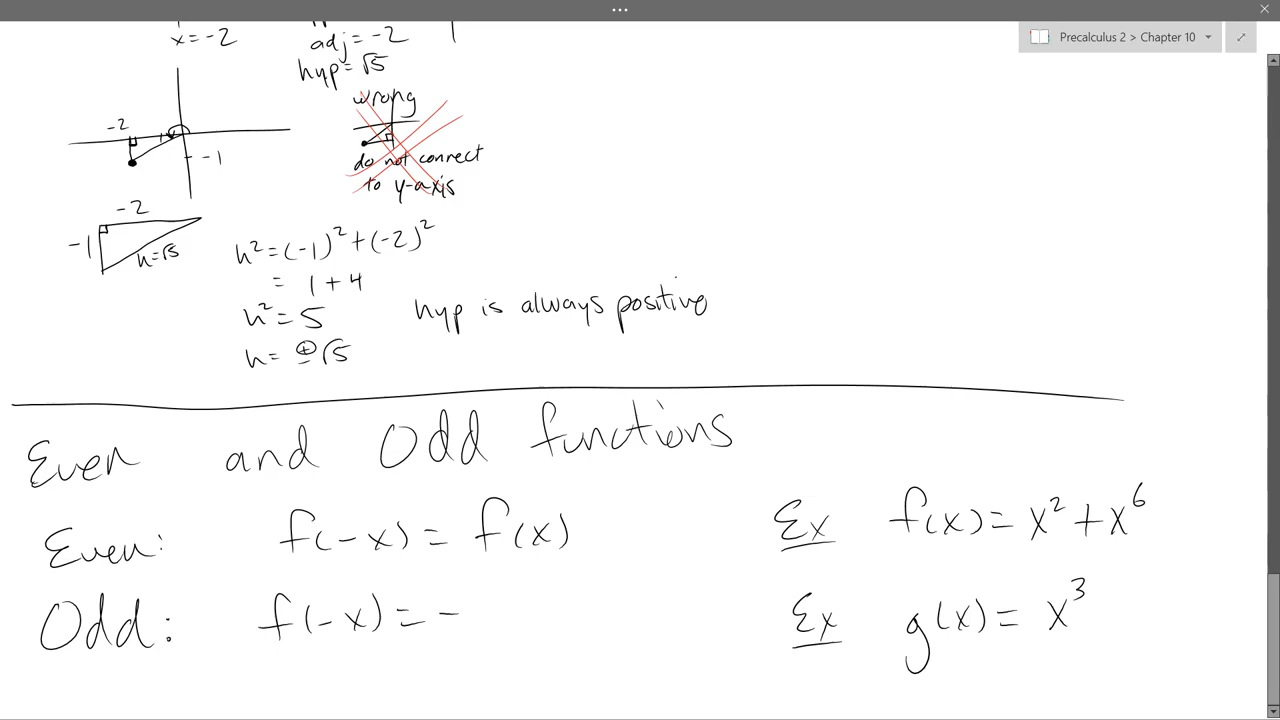 Precalculus 2 > Chapter 10
x = -2
adj = -2
hyp = √5
wrong
-2
-1
do not connect
to y-axis
-2
-1
h=√5
h² = (-1)² + (-2)²
= 1 + 4
h² = 5
h = ±√5
hyp is always positive
Even and Odd functions
Even: f(-x) = f(x)
Ex f(x) = x² + x⁶
Odd: f(-x) = -
Ex g(x) = x³